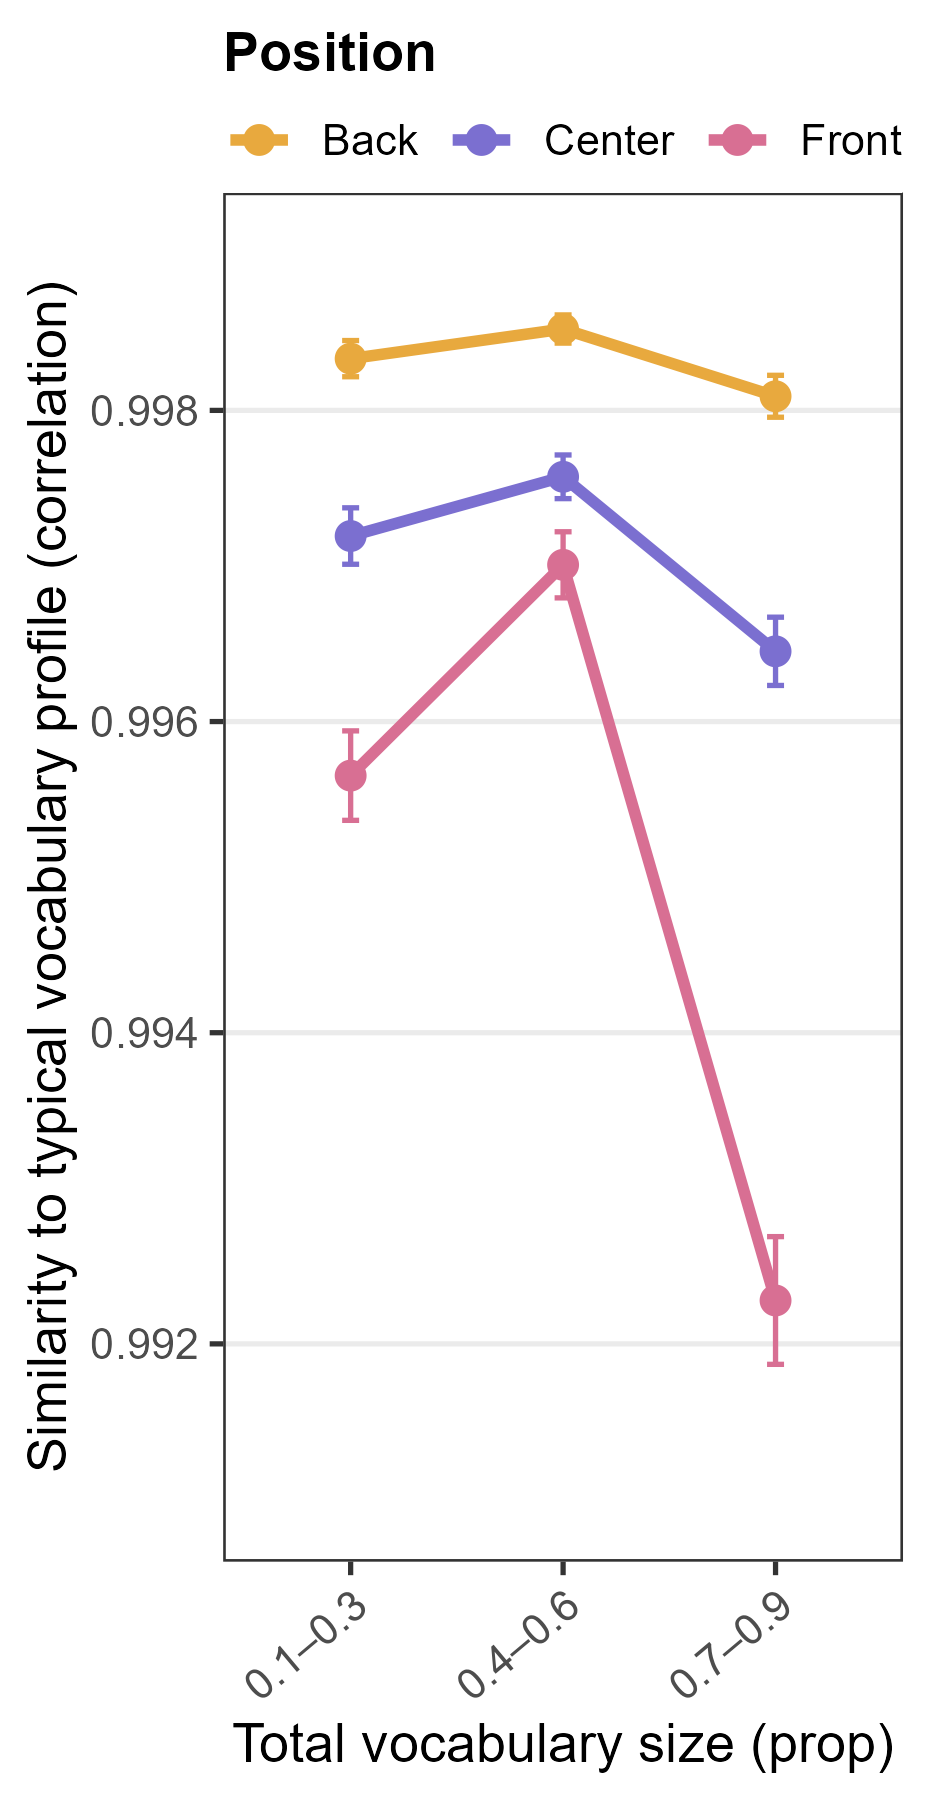 Position
Back Center Front
Similarity to typical vocabulary profile (correlation)
0.998
0.996
0.994
0.992
0.1–0.3 0.4–0.6 0.7–0.9
Total vocabulary size (prop)